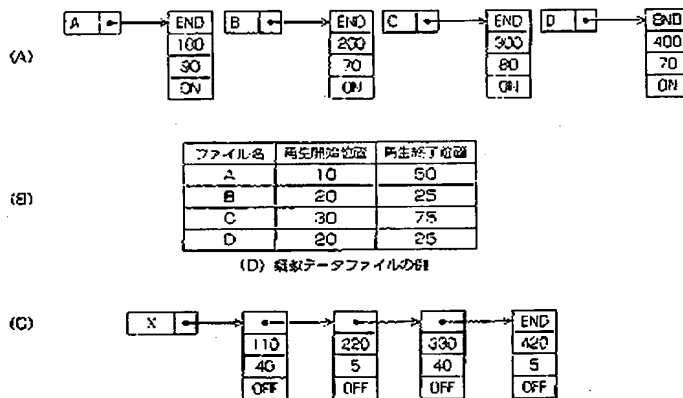 (A)
A B C D
END END END END
100 200 300 400
90 70 80 70
ON ON ON ON
(B)
ファイル名 再生開始位置 再生終了位置
A 10 50
B 20 25
C 30 75
D 20 25
(D) 編数データファイルの例
(C)
X END
110 220 330 420
40 5 40 5
OFF OFF OFF OFF